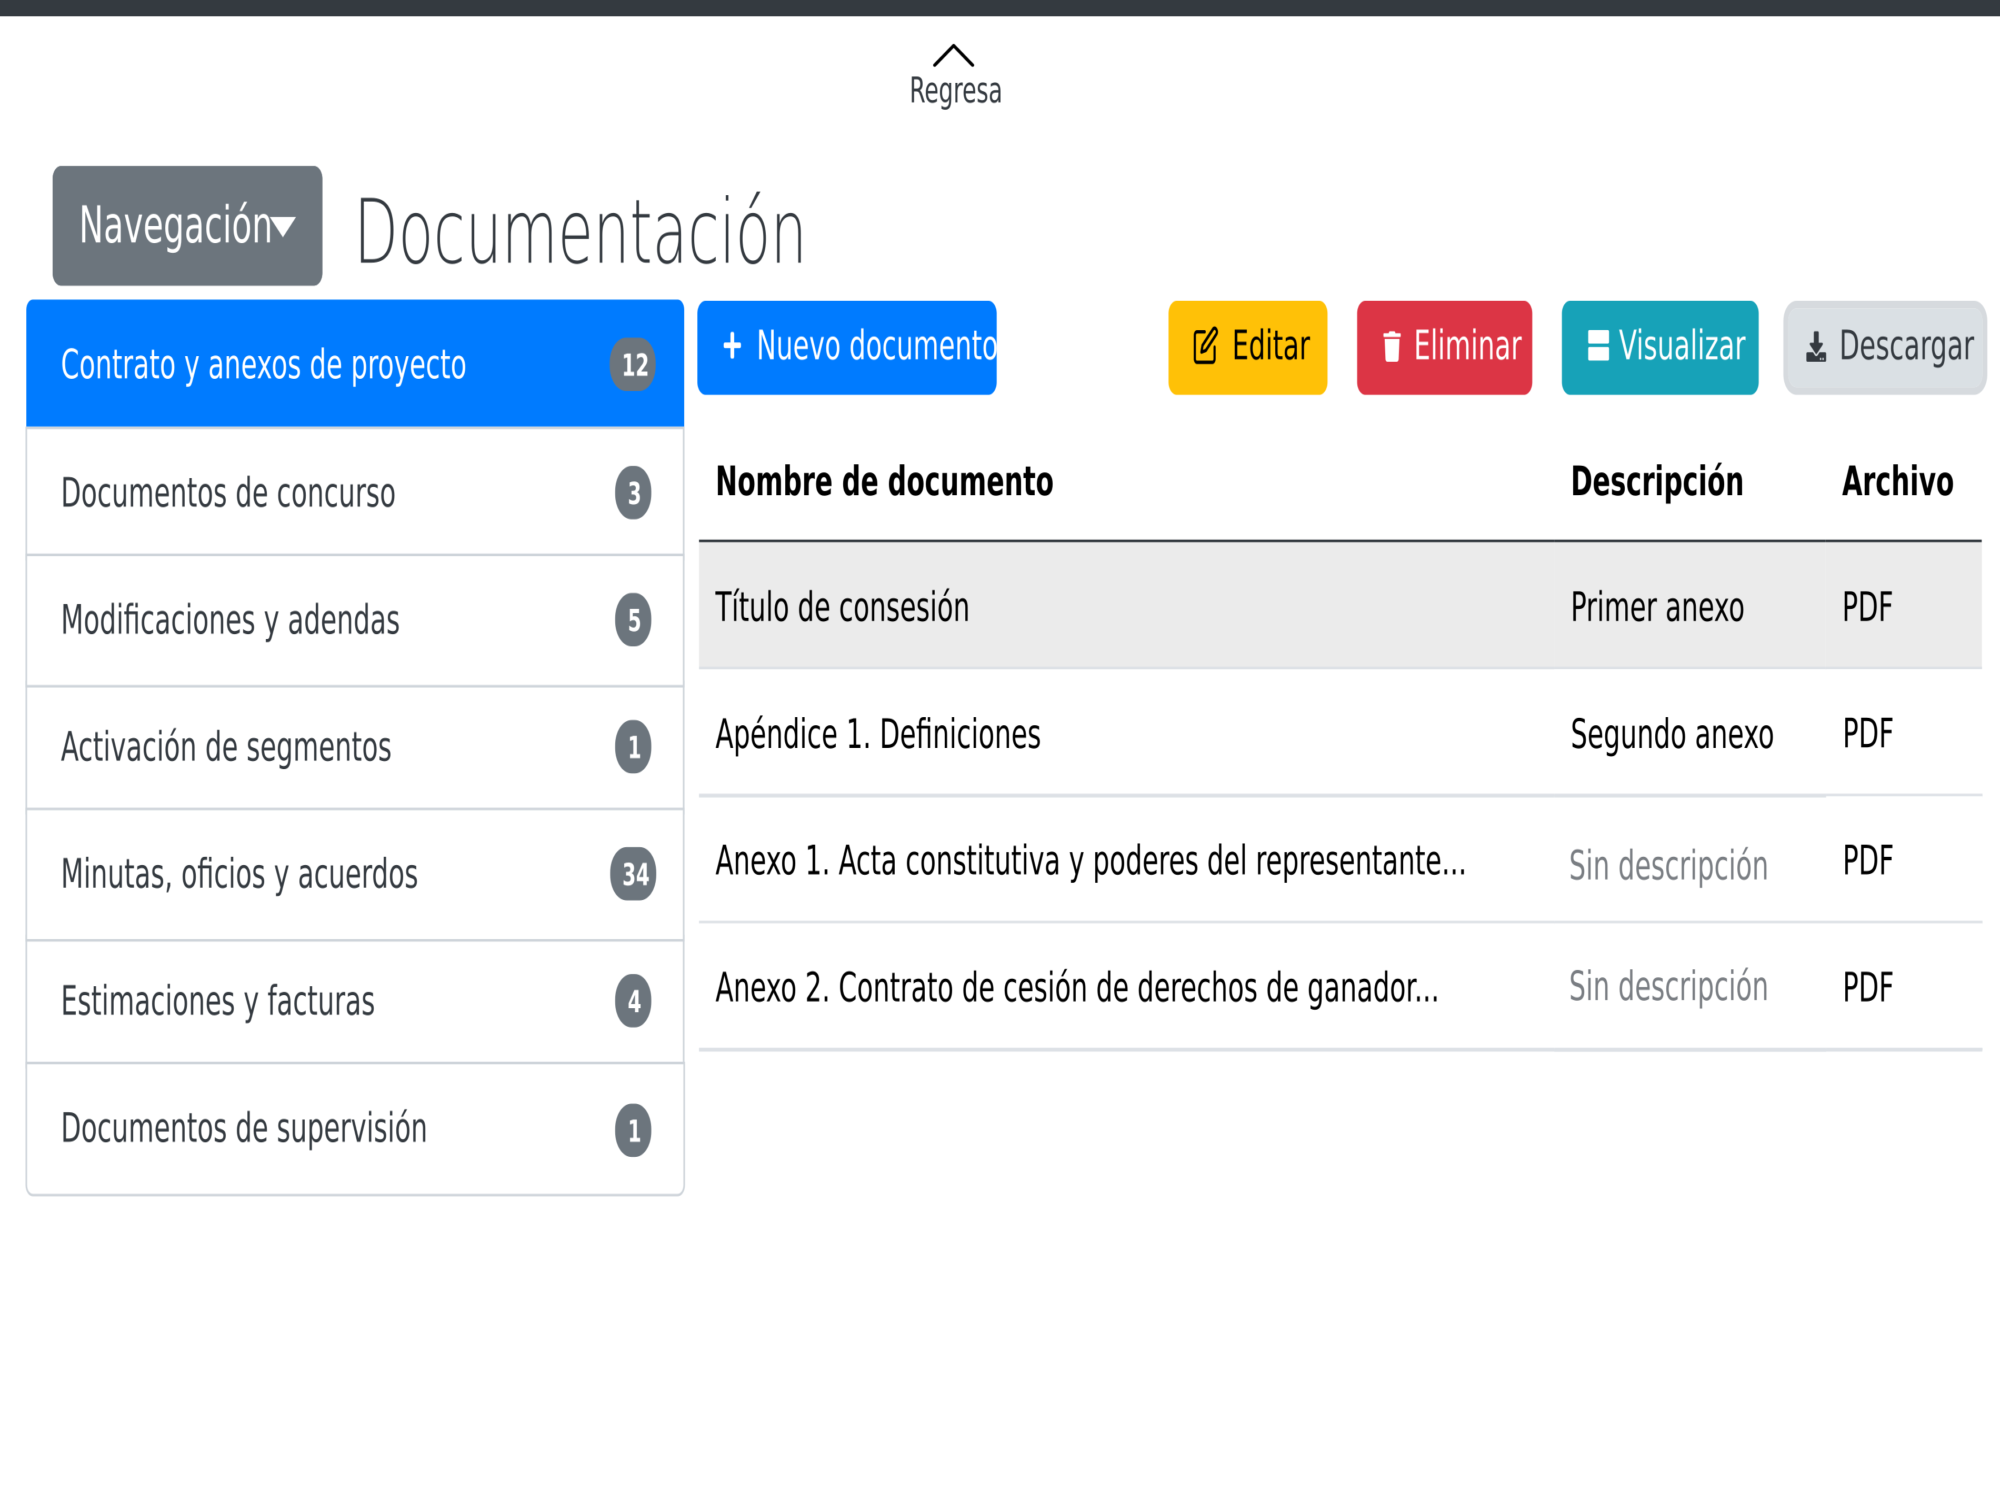 Regresa
Navegación
Documentación
Contrato y anexos de proyecto 12
Documentos de concurso 3
Modificaciones y adendas 5
Activación de segmentos 1
Minutas, oficios y acuerdos 34
Estimaciones y facturas 4
Documentos de supervisión 1
+ Nuevo documento
Editar
Eliminar
Visualizar
Descargar
Nombre de documento Descripción Archivo
Título de consesión Primer anexo PDF
Apéndice 1. Definiciones Segundo anexo PDF
Anexo 1. Acta constitutiva y poderes del representante... Sin descripción PDF
Anexo 2. Contrato de cesión de derechos de ganador... Sin descripción PDF